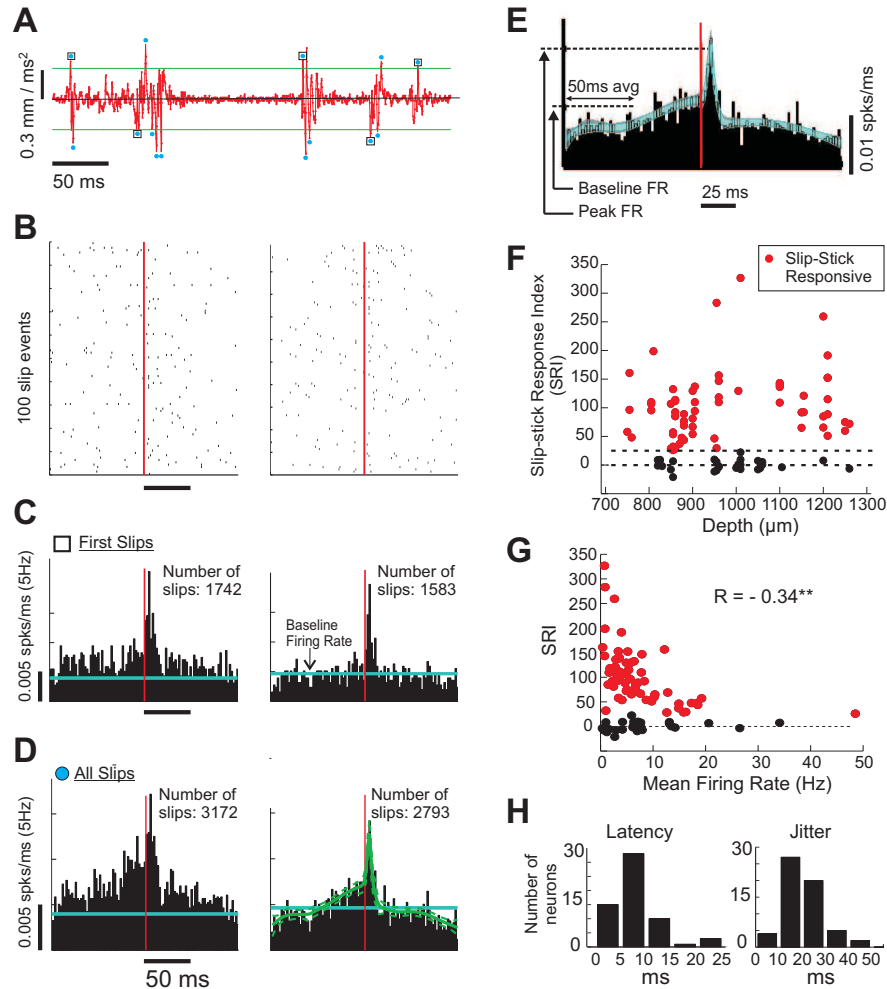 A
0.3 mm / ms2
50 ms
B
100 slip events
C
First Slips
0.005 spks/ms (5Hz)
Number of
slips: 1742
Number of
slips: 1583
Baseline
Firing Rate
D
All Slips
0.005 spks/ms (5Hz)
Number of
slips: 3172
Number of
slips: 2793
50 ms
E
50ms avg
0.01 spks/ms
Baseline FR
25 ms
Peak FR
F
Slip-Stick
Responsive
Slip-stick Response Index
(SRI)
350
300
250
200
150
100
50
0
700 800 900 1000 1100 1200 1300
Depth (µm)
G
R = - 0.34**
SRI
350
300
250
200
150
100
50
0
0 10 20 30 40 50
Mean Firing Rate (Hz)
H
Latency
Number of
neurons
30
15
0
0 5 10 15 20 25
ms
Jitter
30
15
0
0 10 20 30 40 50
ms